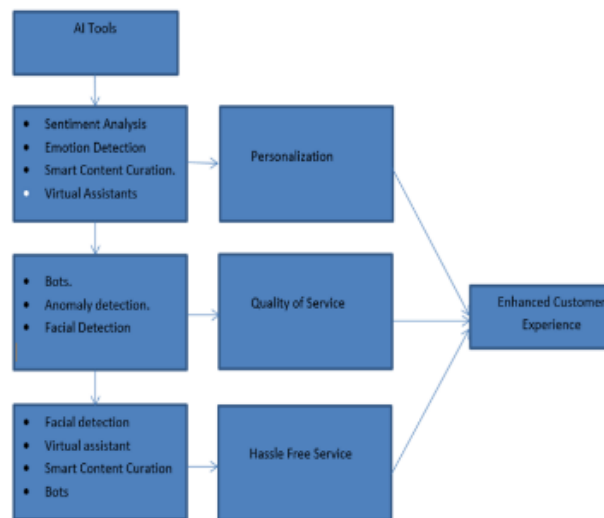 AI Tools
Sentiment Analysis
Emotion Detection
Smart Content Curation.
Virtual Assistants
Personalization
Bots.
Anomaly detection.
Facial Detection
Quality of Service
Enhanced Customer
Experience
Facial detection
Virtual assistant
Smart Content Curation
Bots
Hassle Free Service